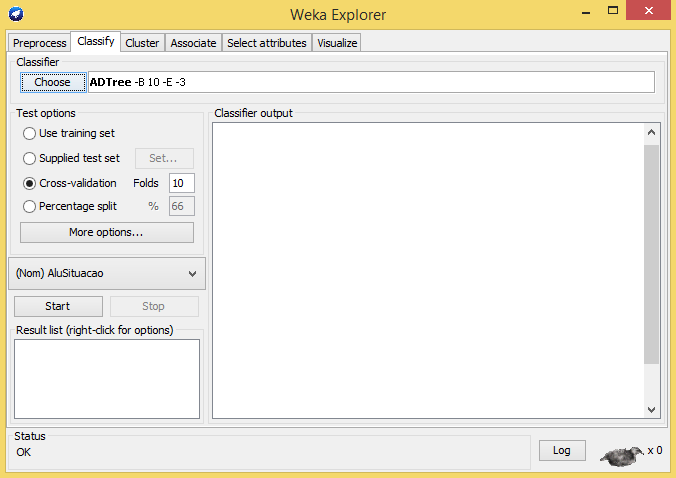 Weka Explorer
Preprocess Classify Cluster Associate Select attributes Visualize
Classifier
Choose ADTree -B 10 -E -3
Test options
Use training set
Supplied test set Set...
Cross-validation Folds 10
Percentage split % 66
More options...
(Nom) AluSituacao
Start Stop
Result list (right-click for options)
Classifier output
Status
OK
Log x 0